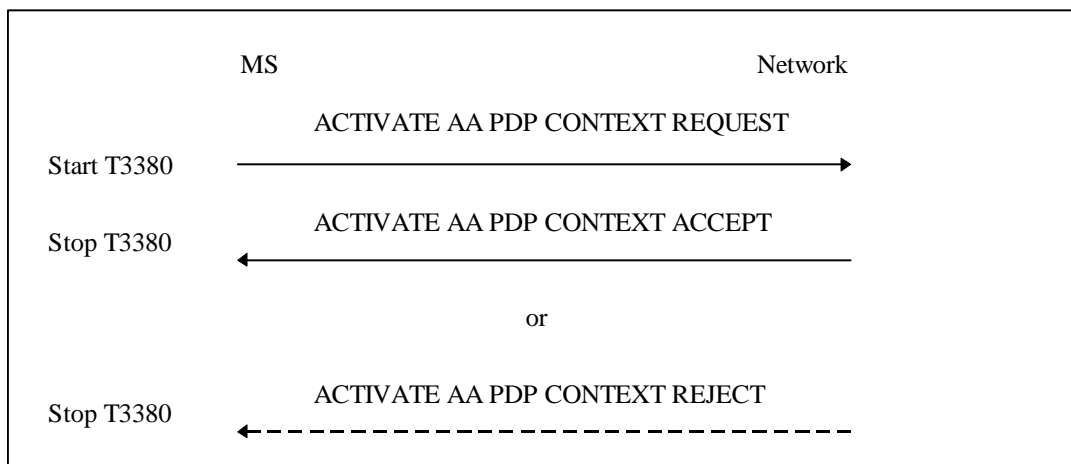 MS Network
ACTIVATE AA PDP CONTEXT REQUEST
Start T3380
ACTIVATE AA PDP CONTEXT ACCEPT
Stop T3380
or
ACTIVATE AA PDP CONTEXT REJECT
Stop T3380